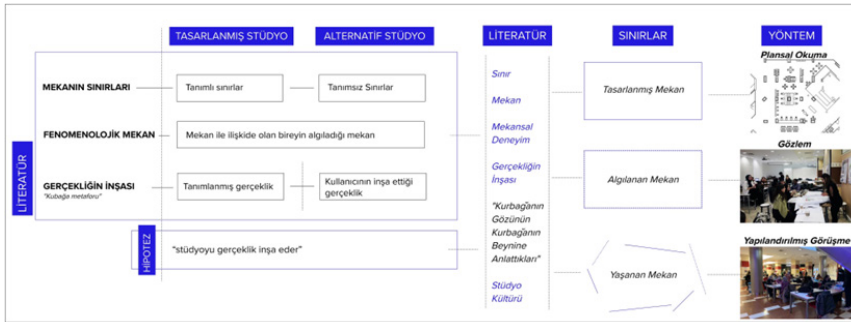 TASARLANMIŞ STÜDYO
ALTERNATİF STÜDYO
LİTERATÜR
SINIRLAR
YÖNTEM
LİTERATÜR
MEKANIN SINIRLARI
Tanımlı sınırlar
Tanımsız Sınırlar
FENOMENOLOJİK MEKAN
Mekan ile ilişkide olan bireyin algıladığı mekan
GERÇEKLİĞİN İNŞASI
"Kubağa metaforu"
Tanımlanmış gerçeklik
Kullanıcının inşa ettiği
gerçeklik
HİPOTEZ
“stüdyoyu gerçeklik inşa eder”
Sınır
Mekan
Mekansal
Deneyim
Gerçekliğin
İnşası
"Kurbağanın
Gözünün
Kurbağanın
Beynine
Anlattıkları"
Stüdyo
Kültürü
Tasarlanmış Mekan
Algılanan Mekan
Yaşanan Mekan
Plansal Okuma
Gözlem
Yapılandırılmış Görüşme